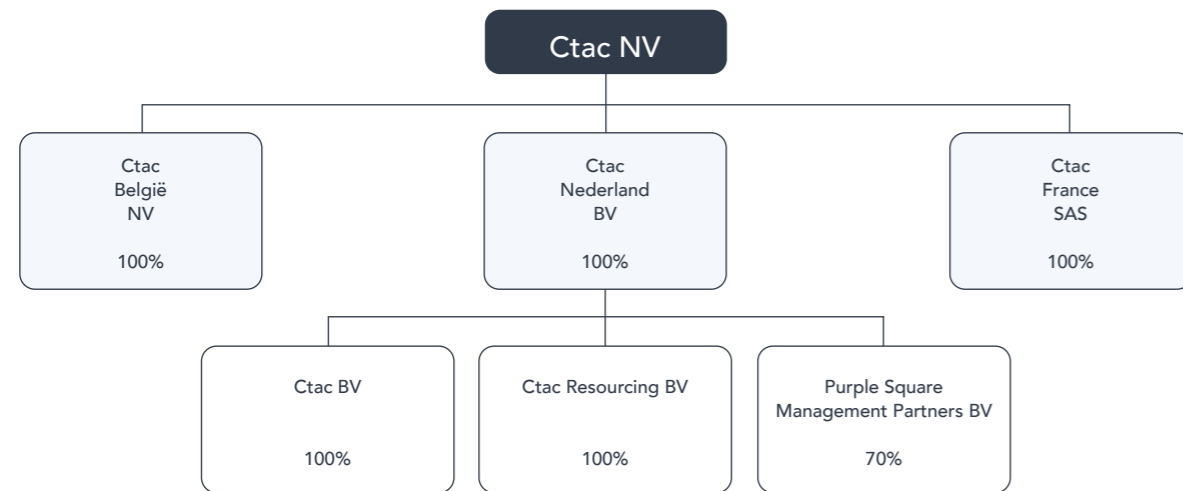 Ctac NV
Ctac
België
NV
100%
Ctac
Nederland
BV
100%
Ctac
France
SAS
100%
Ctac BV
100%
Ctac Resourcing BV
100%
Purple Square
Management Partners BV
70%